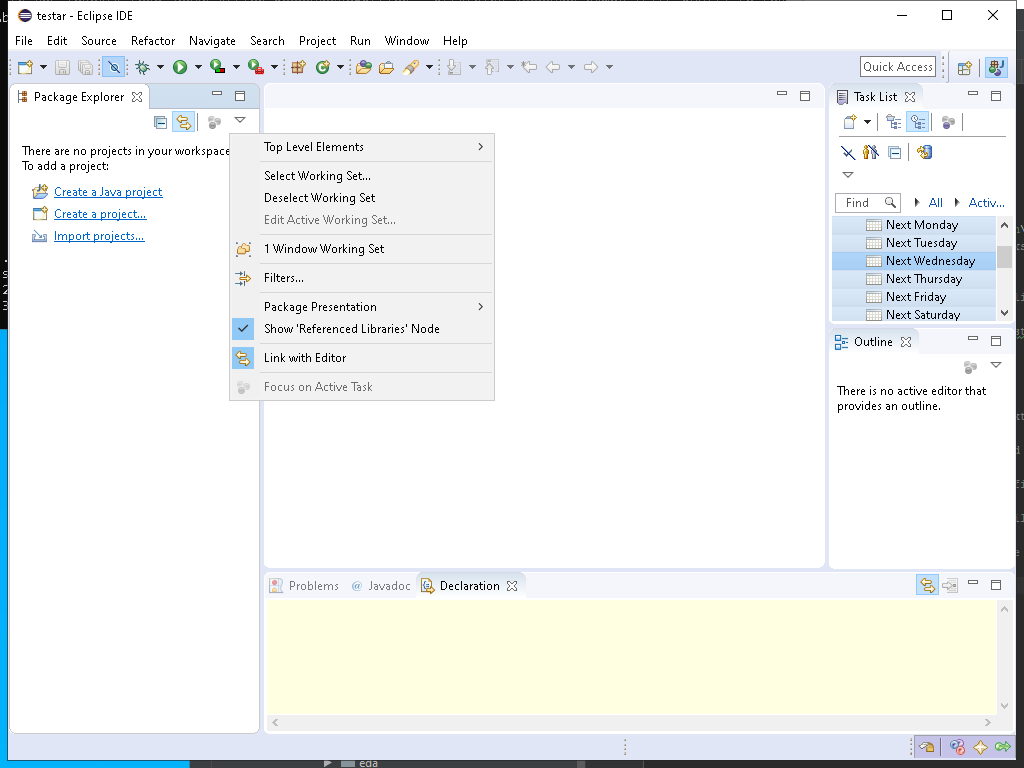 testar - Eclipse IDE
File Edit Source Refactor Navigate Search Project Run Window Help
Quick Access
Package Explorer
There are no projects in your workspace
To add a project:
Create a Java project
Create a project...
Import projects...
Top Level Elements
Select Working Set...
Deselect Working Set
Edit Active Working Set...
1 Window Working Set
Filters...
Package Presentation
Show 'Referenced Libraries' Node
Link with Editor
Focus on Active Task
Task List
Find All Activ...
Next Monday
Next Tuesday
Next Wednesday
Next Thursday
Next Friday
Next Saturday
Outline
There is no active editor that
provides an outline.
Problems @ Javadoc Declaration
eda